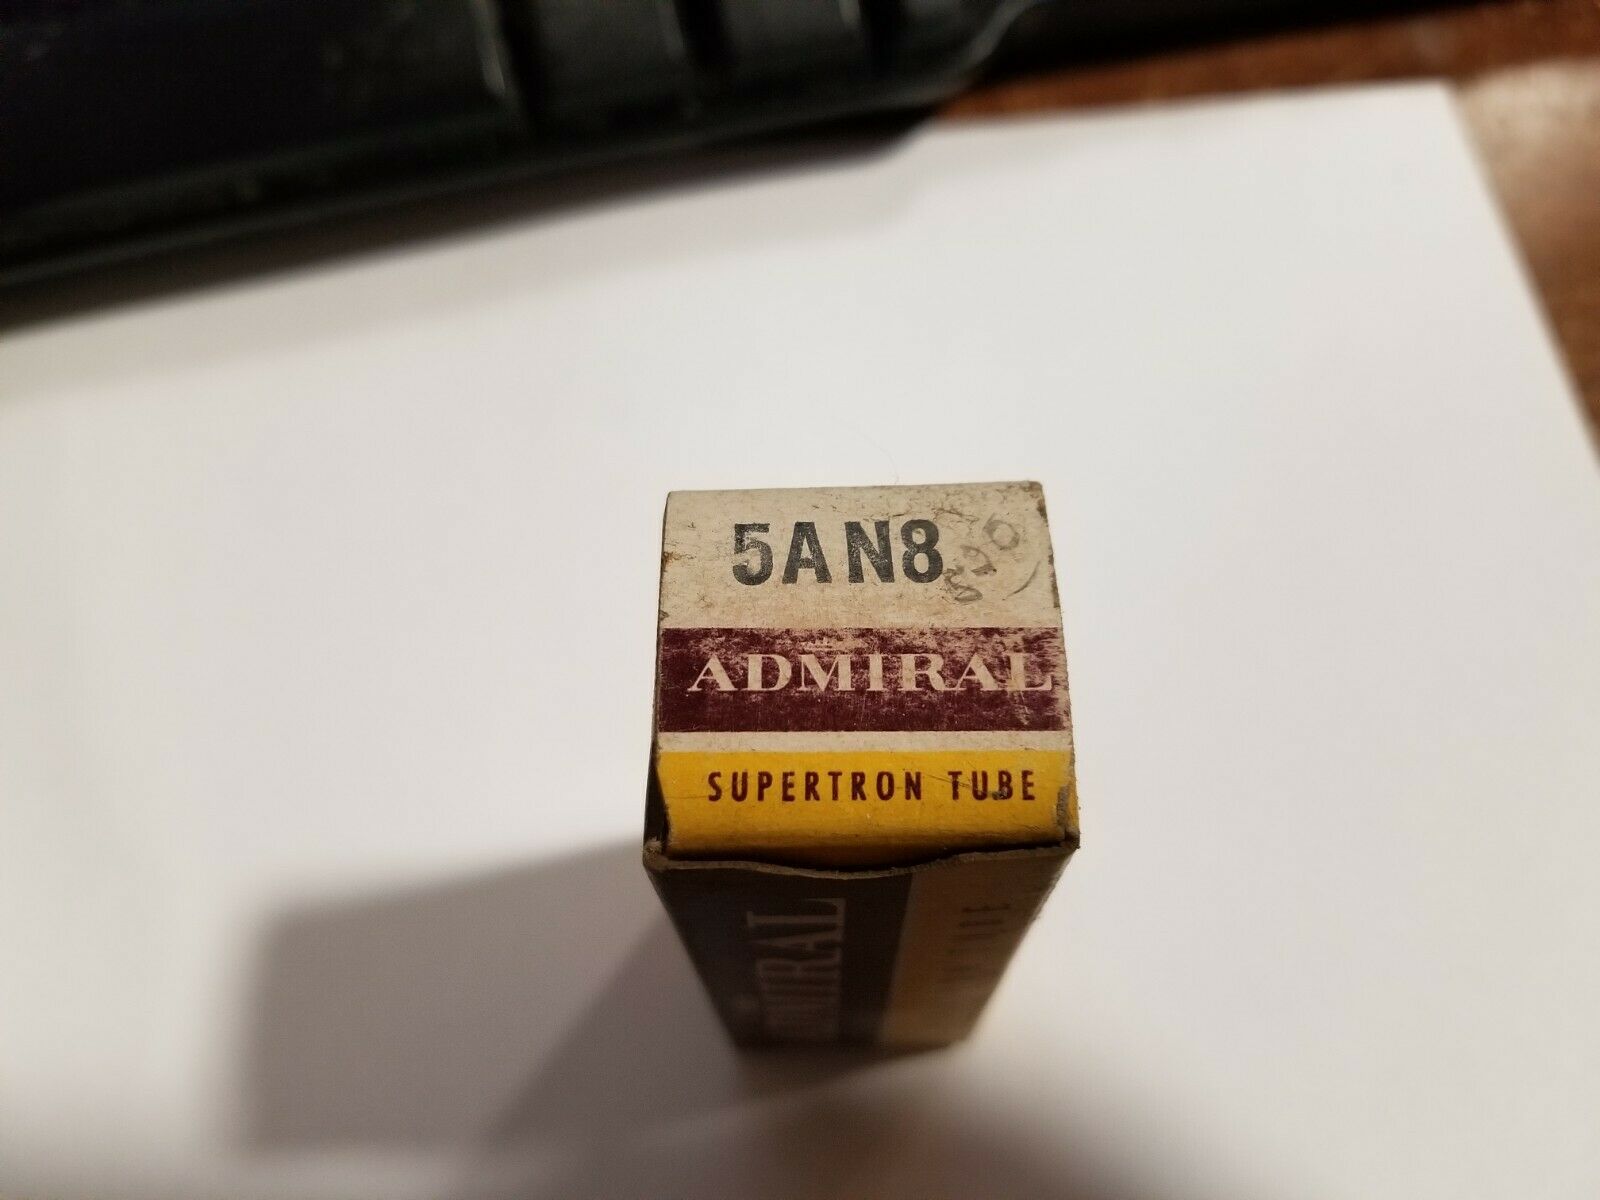 5AN8
ADMIRAL
SUPERTRON TUBE